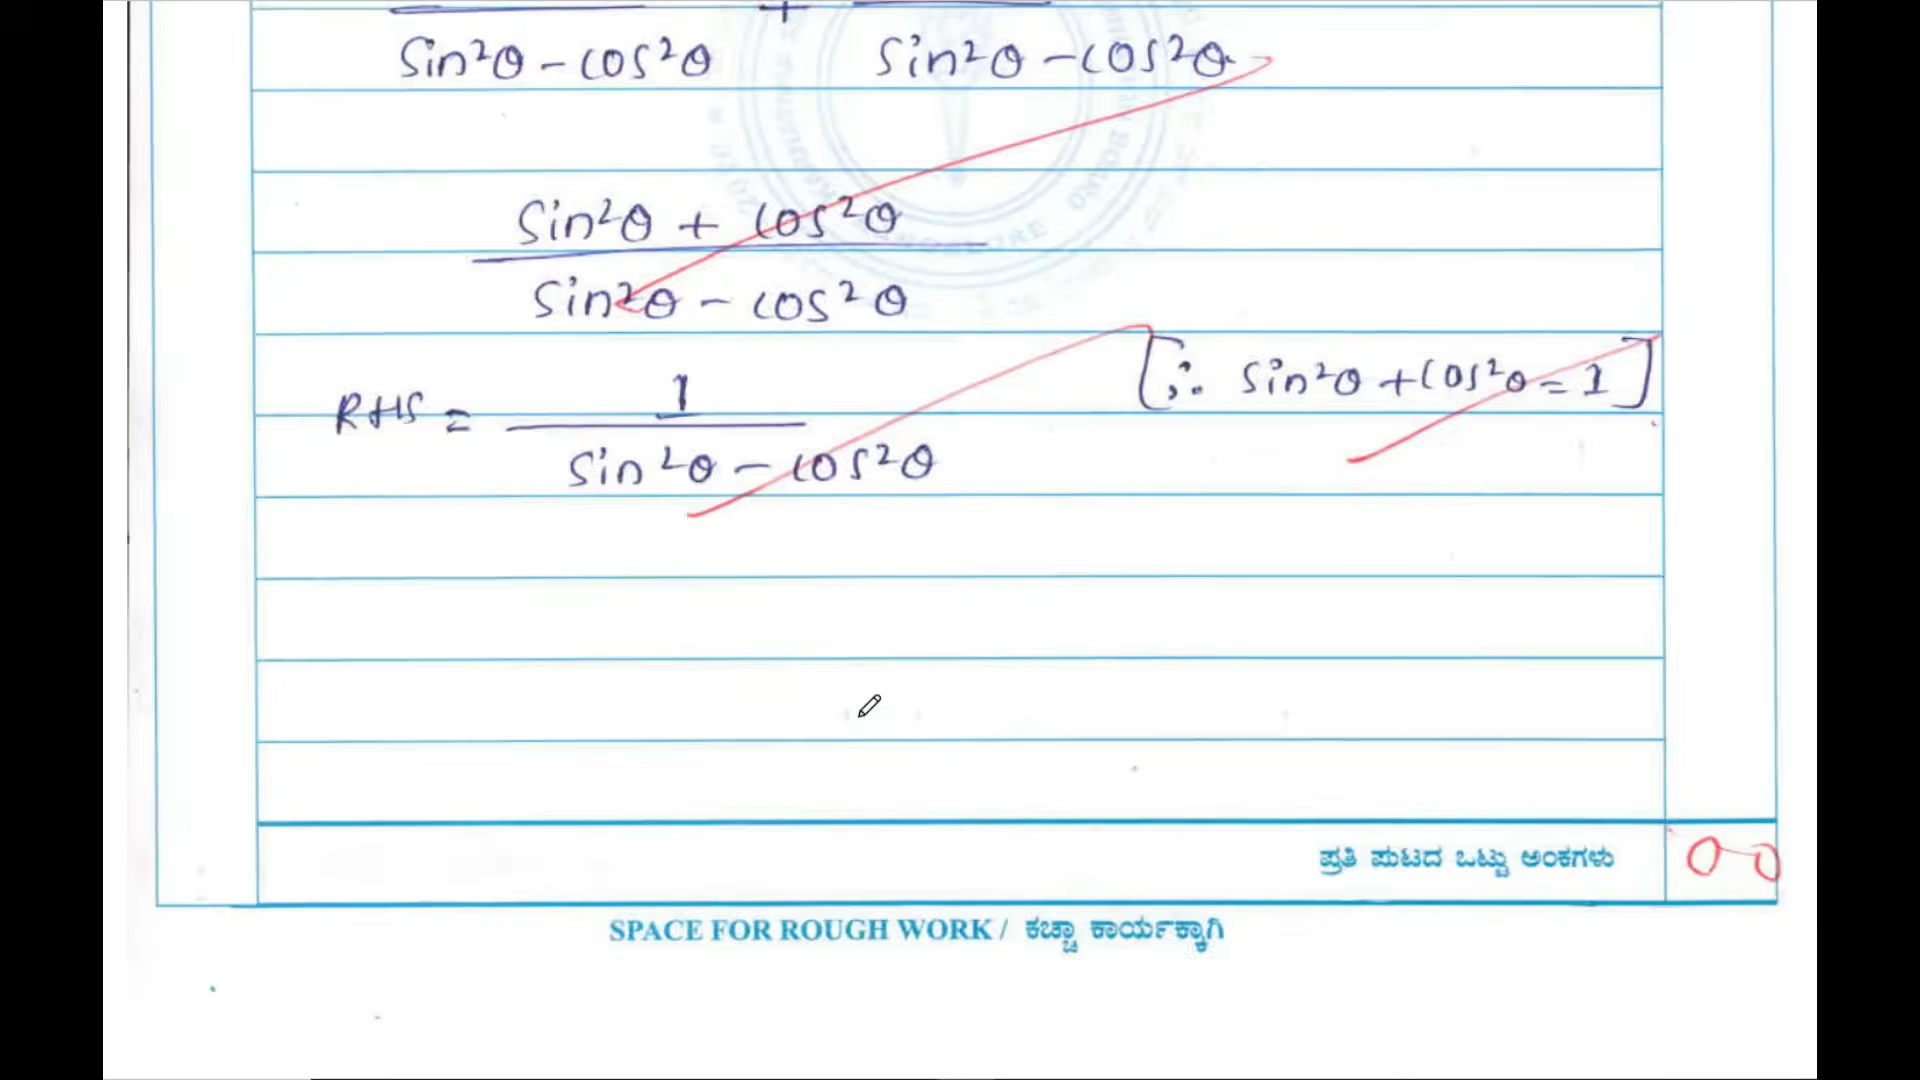 +
Sin²θ - cos²θ    Sin²θ - cos²θ
Sin²θ + cos²θ
Sin²θ - cos²θ
RHS = 1 [∴ Sin²θ + cos²θ = 1]
Sin²θ - cos²θ
ಪ್ರತಿ ಪುಟದ ಒಟ್ಟು ಅಂಕಗಳು 00
SPACE FOR ROUGH WORK / ಕಚ್ಚಾ ಕಾರ್ಯಕ್ಕಾಗಿ